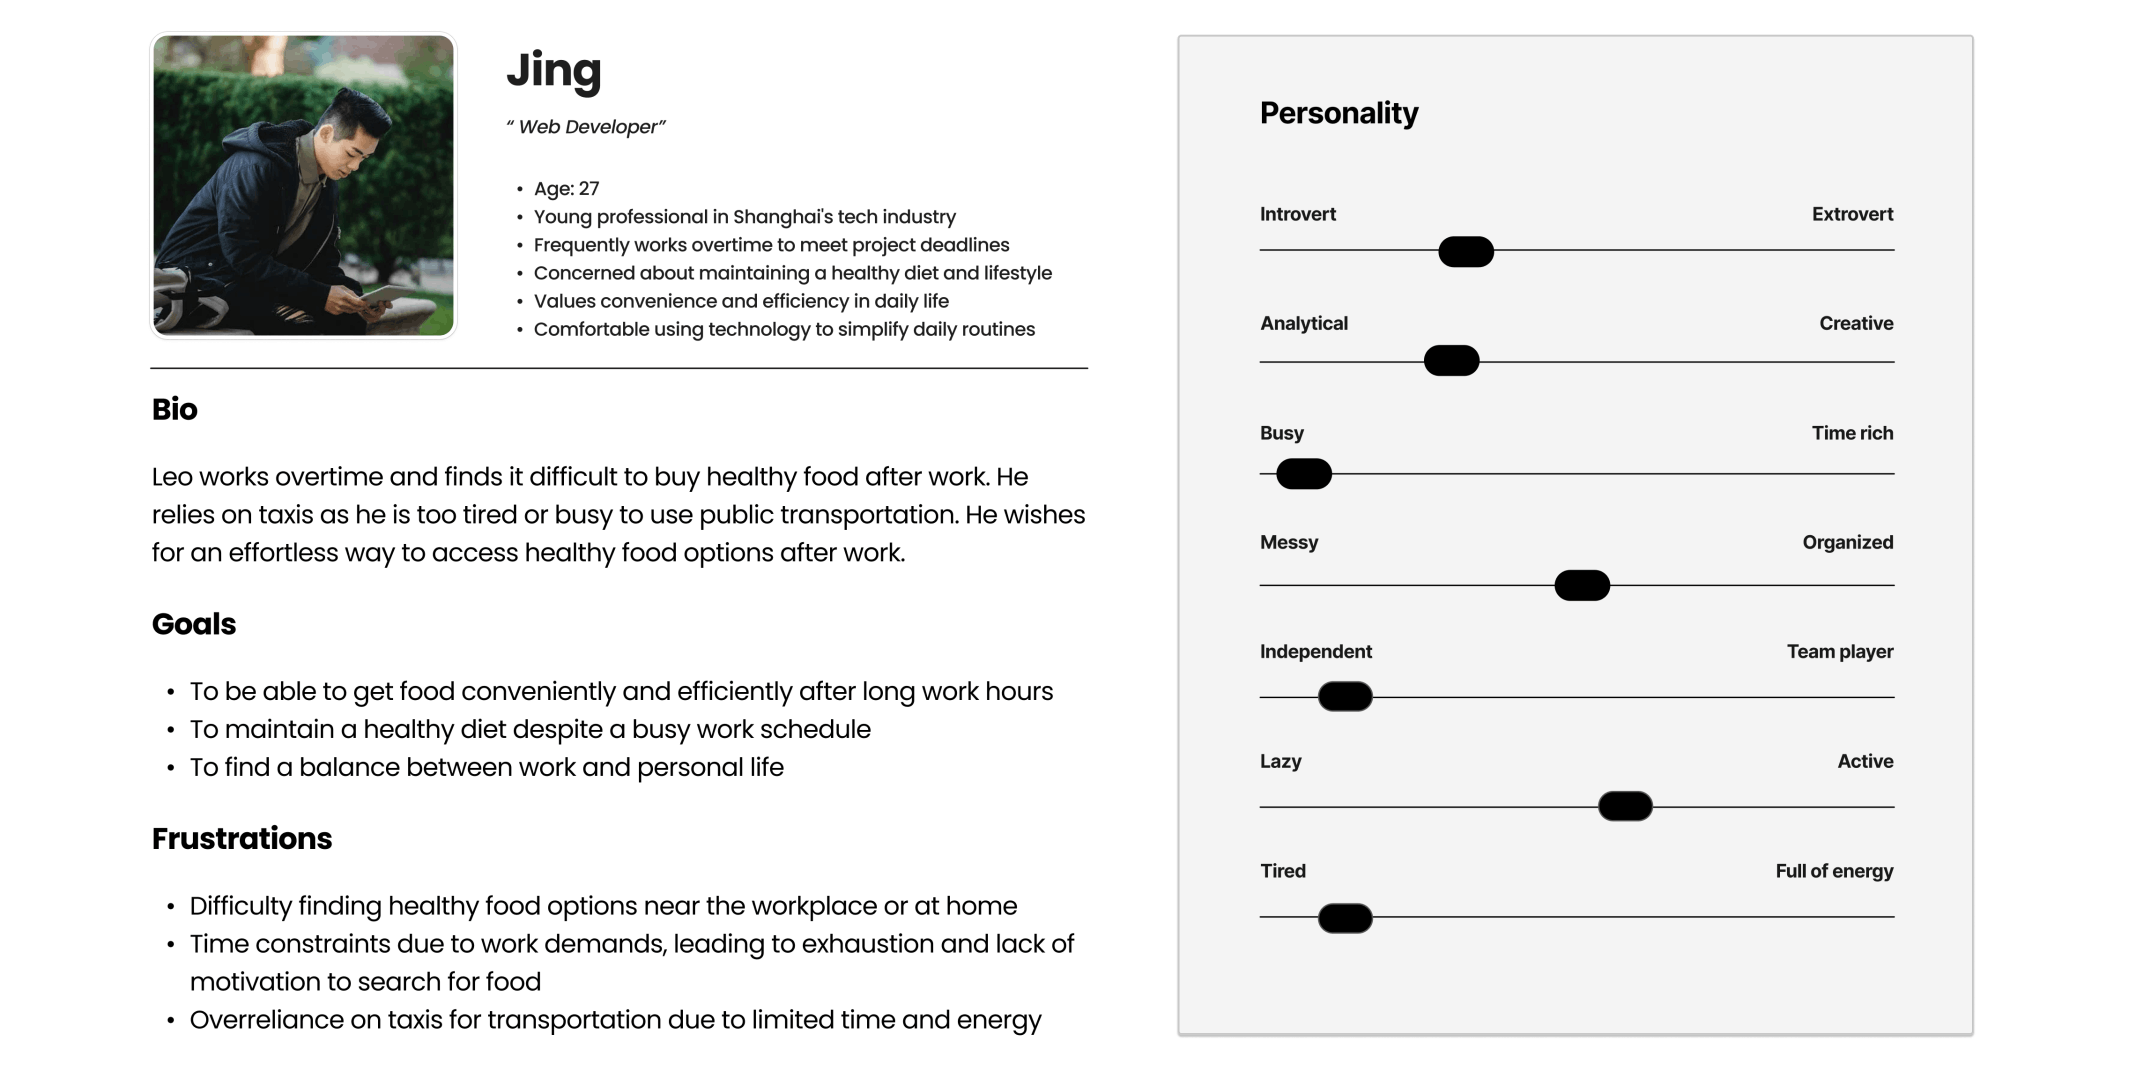 Jing
“ Web Developer”
• Age: 27
• Young professional in Shanghai's tech industry
• Frequently works overtime to meet project deadlines
• Concerned about maintaining a healthy diet and lifestyle
• Values convenience and efficiency in daily life
• Comfortable using technology to simplify daily routines
Bio
Leo works overtime and finds it difficult to buy healthy food after work. He
relies on taxis as he is too tired or busy to use public transportation. He wishes
for an effortless way to access healthy food options after work.
Goals
• To be able to get food conveniently and efficiently after long work hours
• To maintain a healthy diet despite a busy work schedule
• To find a balance between work and personal life
Frustrations
• Difficulty finding healthy food options near the workplace or at home
• Time constraints due to work demands, leading to exhaustion and lack of
motivation to search for food
• Overreliance on taxis for transportation due to limited time and energy
Personality
Introvert Extrovert
Analytical Creative
Busy Time rich
Messy Organized
Independent Team player
Lazy Active
Tired Full of energy